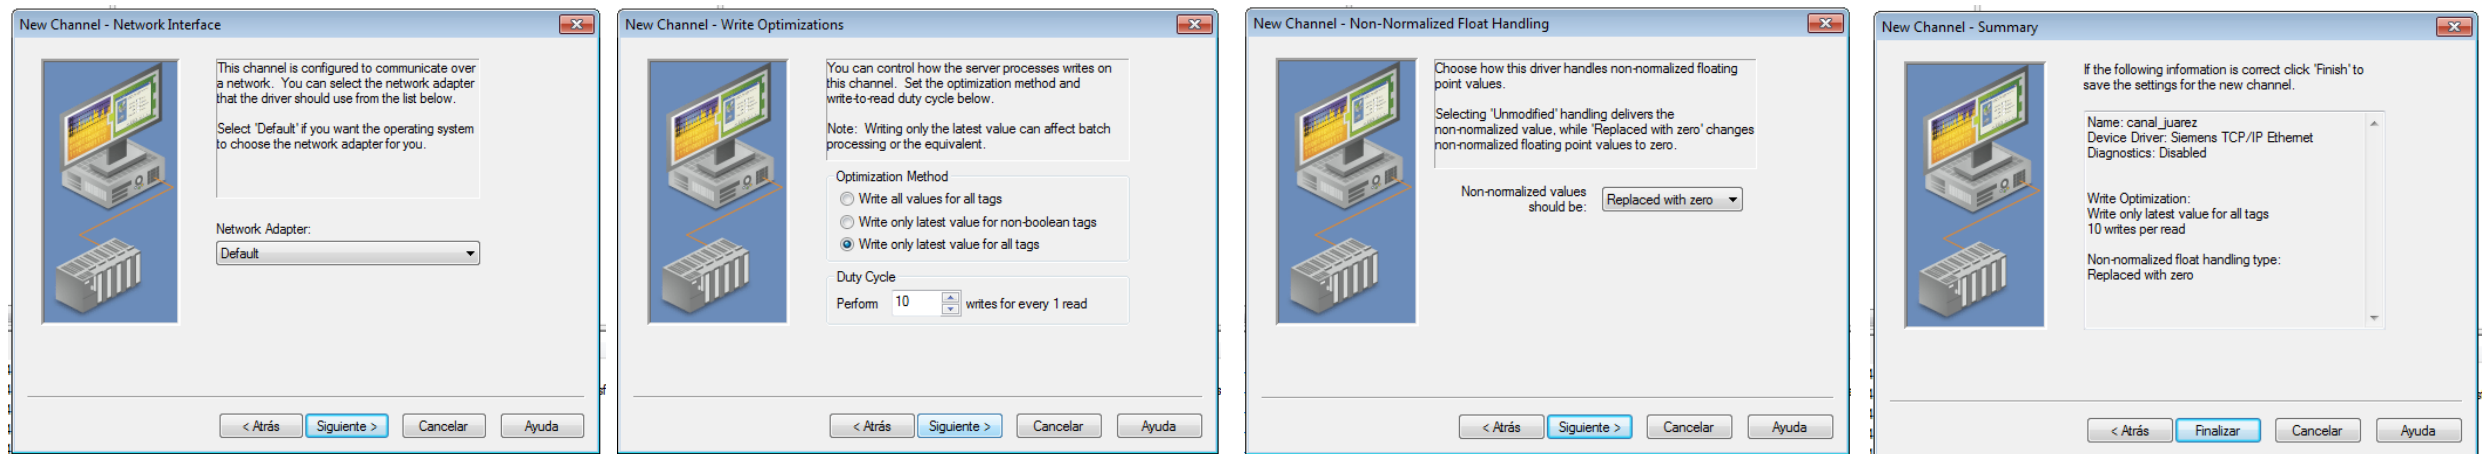 New Channel - Network Interface
This channel is configured to communicate over
a network. You can select the network adapter
that the driver should use from the list below.
Select 'Default' if you want the operating system
to choose the network adapter for you.
Network Adapter:
Default
< Atrás
Siguiente >
Cancelar
Ayuda
New Channel - Write Optimizations
You can control how the server processes writes on
this channel. Set the optimization method and
write-to-read duty cycle below.
Note: Writing only the latest value can affect batch
processing or the equivalent.
Optimization Method
Write all values for all tags
Write only latest value for non-boolean tags
Write only latest value for all tags
Duty Cycle
Perform 10 writes for every 1 read
< Atrás
Siguiente >
Cancelar
Ayuda
New Channel - Non-Normalized Float Handling
Choose how this driver handles non-normalized floating
point values.
Selecting 'Unmodified' handling delivers the
non-normalized value, while 'Replaced with zero' changes
non-normalized floating point values to zero.
Non-normalized values
should be:
Replaced with zero
< Atrás
Siguiente >
Cancelar
Ayuda
New Channel - Summary
If the following information is correct click 'Finish' to
save the settings for the new channel.
Name: canal_juarez
Device Driver: Siemens TCP/IP Ethernet
Diagnostics: Disabled
Write Optimization:
Write only latest value for all tags
10 writes per read
Non-normalized float handling type:
Replaced with zero
< Atrás
Finalizar
Cancelar
Ayuda